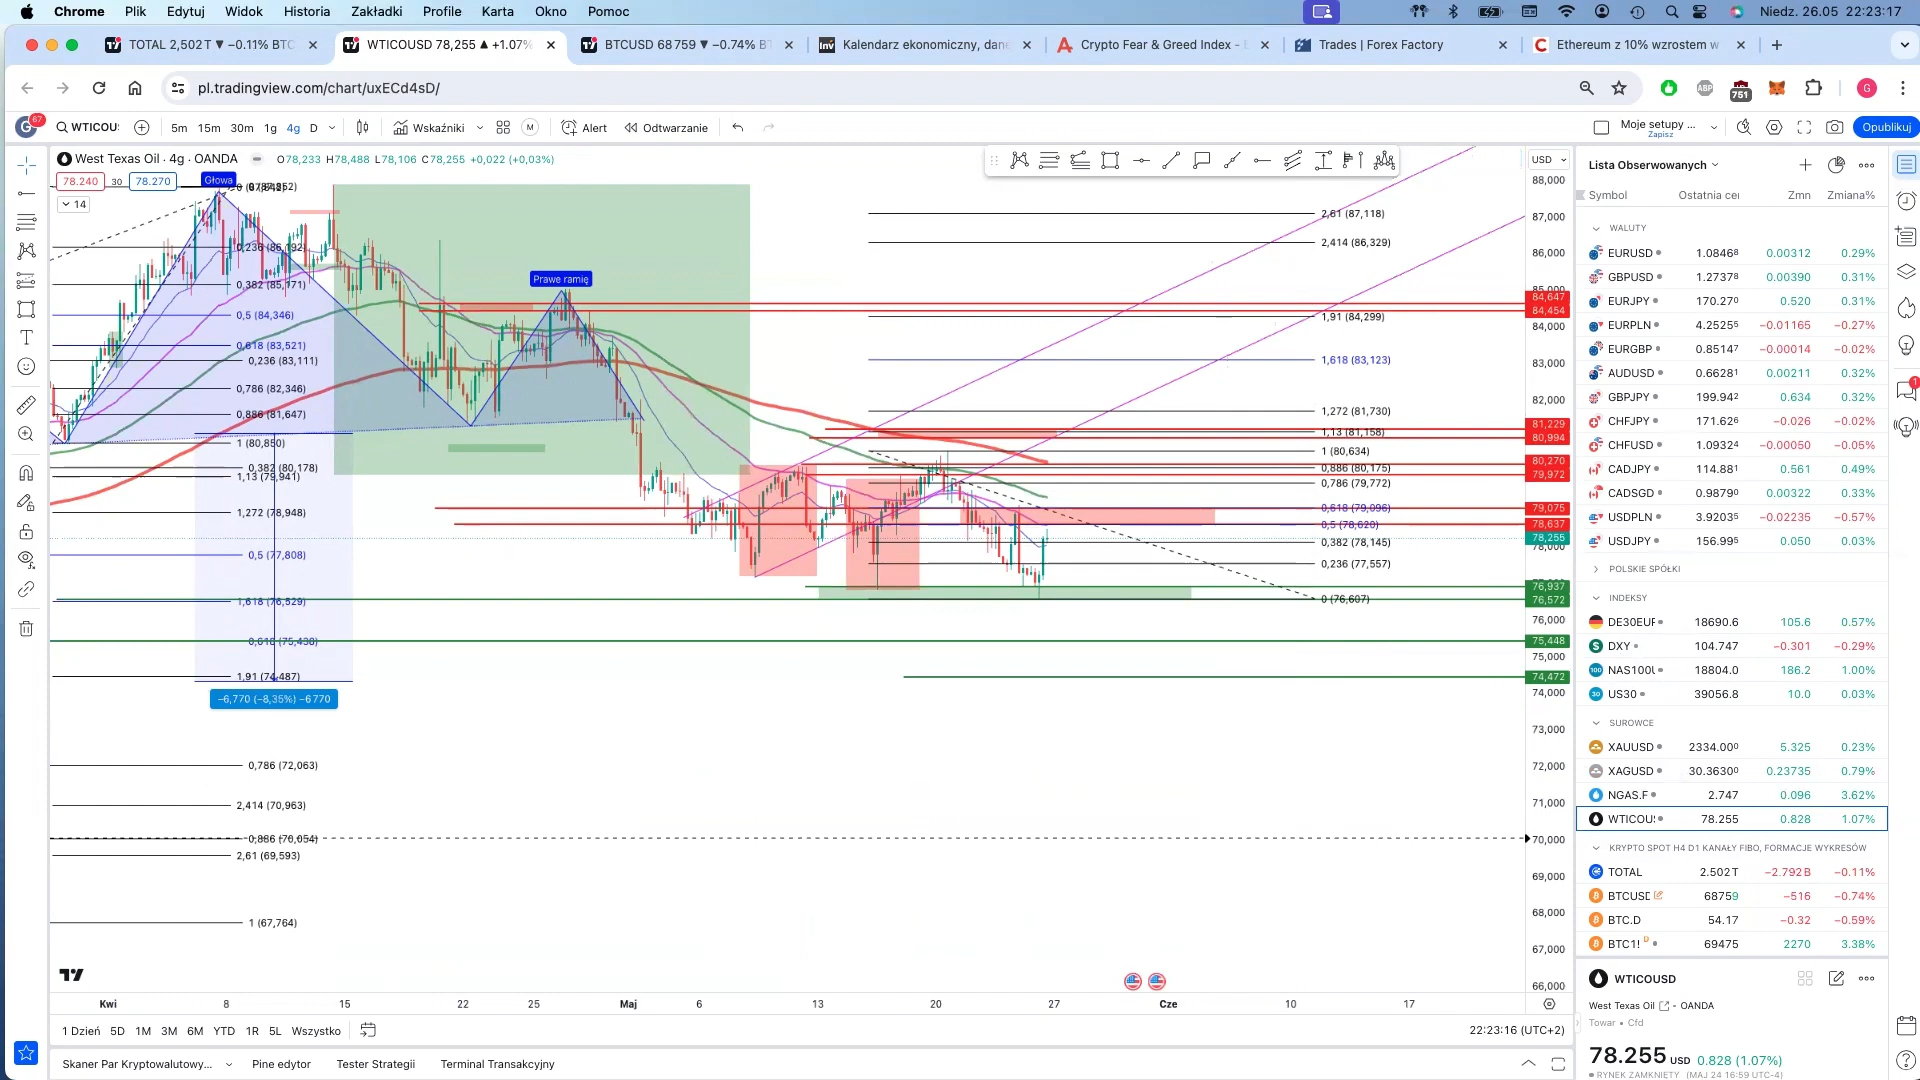 Chrome Plik Edytuj Widok Historia Zakładki Profile Karta Okno Pomoc Niedz. 26.05 22:23:17
TOTAL 2,502 T ▼ −0.11% BTC WTICOUSD 78,255 ▲ +1.07% BTCUSD 68 759 ▼ −0.74% BT Kalendarz ekonomiczny, dan Crypto Fear & Greed Index - Trades | Forex Factory Ethereum z 10% wzrostem w
pl.tradingview.com/chart/uxECd4sD/ ABP 751 G
G 67 WTICOU: 5m 15m 30m 1g 4g D Wskaźniki M Alert Odtwarzanie Moje setupy ... Zapisz Opublikuj
West Texas Oil · 4g · OANDA O78,233 H78,488 L78,106 C78,255 +0,022 (+0,03%)
78.240 30 78.270
14
Głowa
0,236 (86,192)
0,382 (85,171)
0,5 (84,346)
0,618 (83,521)
0,236 (83,111)
0,786 (82,346)
0,886 (81,647)
1 (80,850)
0,382 (80,178)
1,13 (79,941)
1,272 (78,948)
0,5 (77,808)
1,618 (76,529)
0,618 (75,438)
1,91 (74,487)
−6,770 (−8,35%) −6 770
0,786 (72,063)
2,414 (70,963)
0,886 (70,054)
2,61 (69,593)
1 (67,764)
Prawe ramię
2,61 (87,118)
2,414 (86,329)
1,91 (84,299)
1,618 (83,123)
1,272 (81,730)
1,13 (81,158)
1 (80,634)
0,886 (80,175)
0,786 (79,772)
0,618 (79,096)
0,5 (78,620)
0,382 (78,145)
0,236 (77,557)
0 (76,607)
USD
88,000
87,000
86,000
84,647
84,454
84,000
83,000
82,000
81,229
80,994
80,270
79,972
79,075
78,637
78,255
78,000
76,937
76,572
76,000
75,448
75,000
74,472
74,000
73,000
72,000
71,000
70,000
69,000
68,000
67,000
66,000
Kwi 8 15 22 25 Maj 6 13 20 27 Cze 10 17
1 Dzień 5D 1M 3M 6M YTD 1R 5L Wszystko 22:23:16 (UTC+2)
Skaner Par Kryptowalutowy... Pine edytor Tester Strategii Terminal Transakcyjny
Lista Obserwowanych
Symbol Ostatnia cer Zmn Zmiana%
WALUTY
EURUSD 1.08468 0.00312 0.29%
GBPUSD 1.27378 0.00390 0.31%
EURJPY 170.270 0.520 0.31%
EURPLN 4.25255 −0.01165 −0.27%
EURGBP 0.85147 −0.00014 −0.02%
AUDUSD 0.66281 0.00211 0.32%
GBPJPY 199.942 0.634 0.32%
CHFJPY 171.626 −0.026 −0.02%
CHFUSD 1.09324 −0.00050 −0.05%
CADJPY 114.881 0.561 0.49%
CADSGD 0.98790 0.00322 0.33%
USDPLN 3.92035 −0.02235 −0.57%
USDJPY 156.995 0.050 0.03%
POLSKIE SPÓŁKI
INDEKSY
DE30EUF 18690.6 105.6 0.57%
DXY 104.747 −0.301 −0.29%
NAS100U 18804.0 186.2 1.00%
US30 39056.8 10.0 0.03%
SUROWCE
XAUUSD 2334.000 5.325 0.23%
XAGUSD 30.36300 0.23735 0.79%
NGAS.F 2.747 0.096 3.62%
WTICOU: 78.255 0.828 1.07%
KRYPTO SPOT H4 D1 KANAŁY FIBO, FORMACJE WYKRESÓW
TOTAL 2.502T −2.792B −0.11%
BTCUSD 68759 −516 −0.74%
BTC.D 54.17 −0.32 −0.59%
BTC1! D 69475 2270 3.38%
WTICOUSD
West Texas Oil - OANDA
Towar • Cfd
78.255 USD 0.828 (1.07%)
RYNEK ZAMKNIĘTY (MAJ 24 16:59 UTC-4)